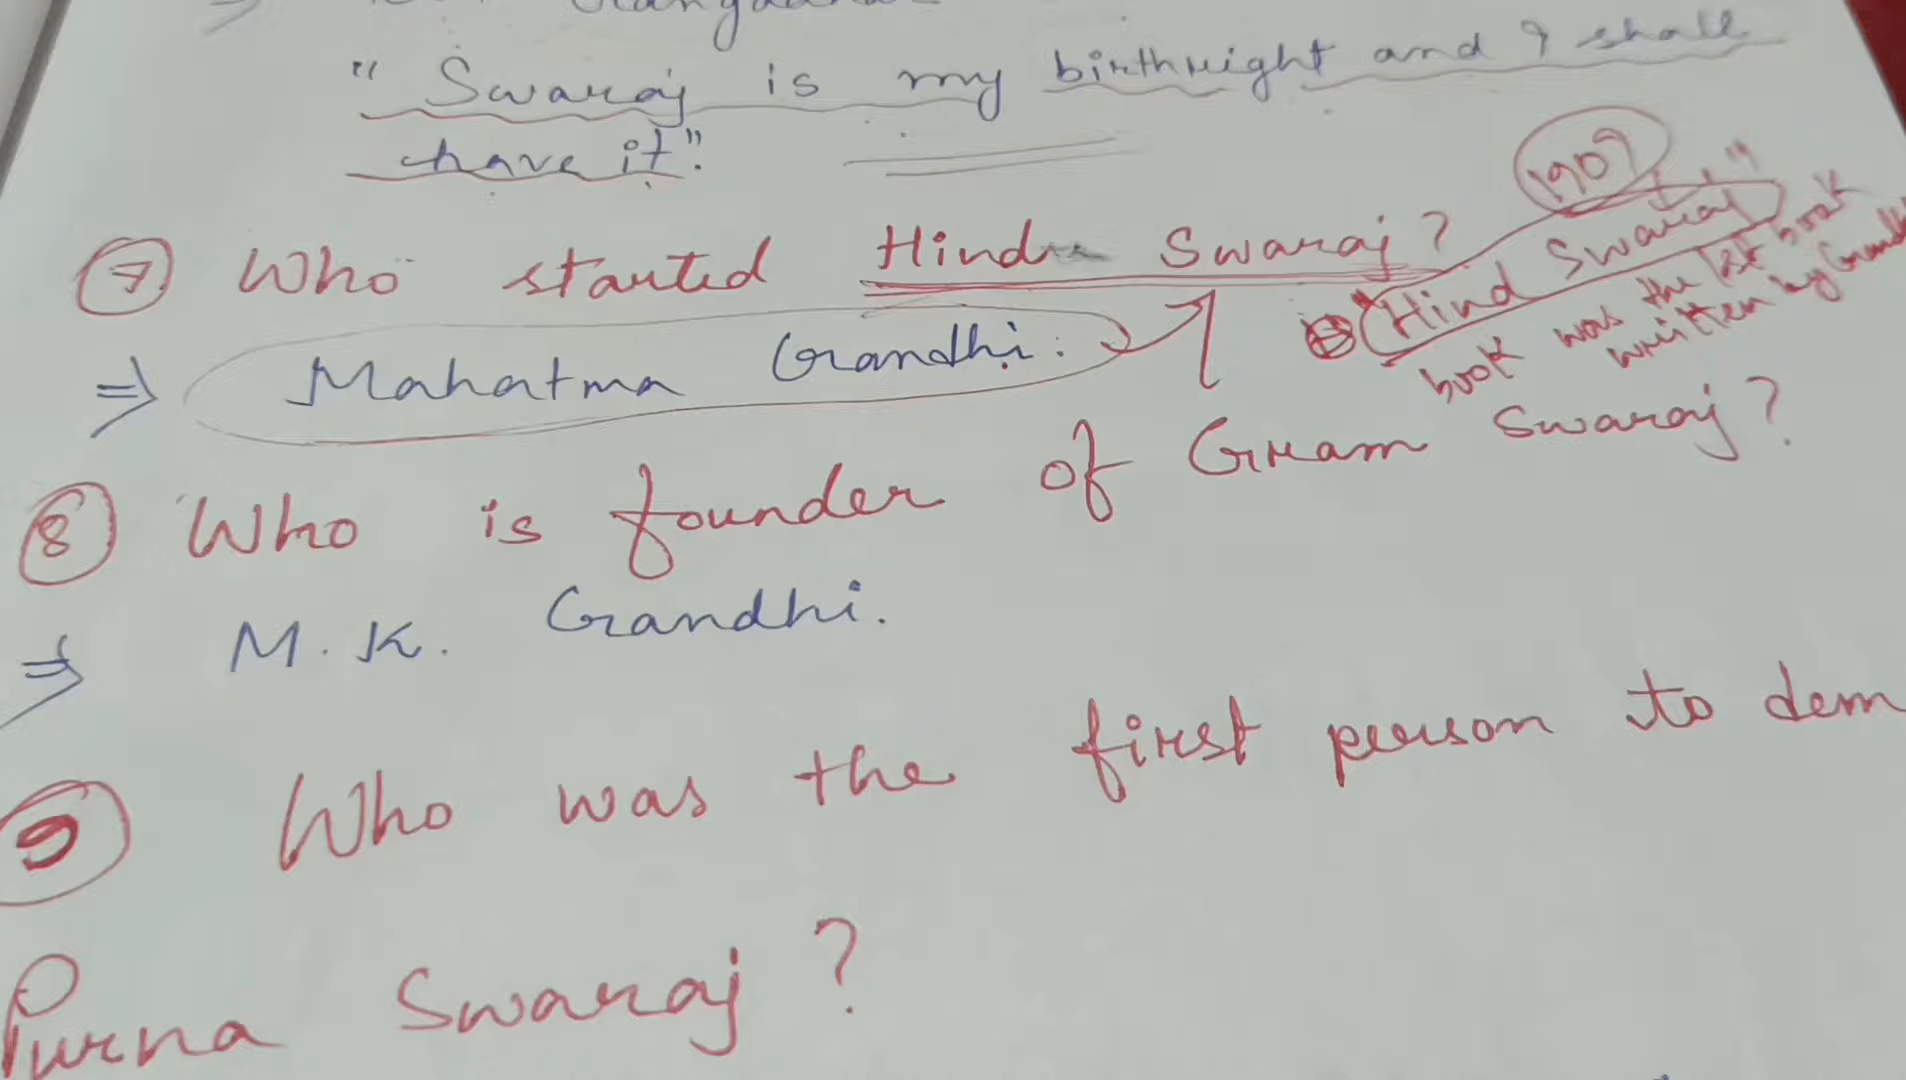 "Swaraj is my birthright and I shall
have it".
1909
7 Who started Hindu Swaraj?
"Hind Swaraj"
book was the 1st book
written by Gandhi
⇒ Mahatma Gandhi.
8 Who is founder of Gram Swaraj?
⇒ M. K. Gandhi.
9 Who was the first person to dem
Purna Swaraj?